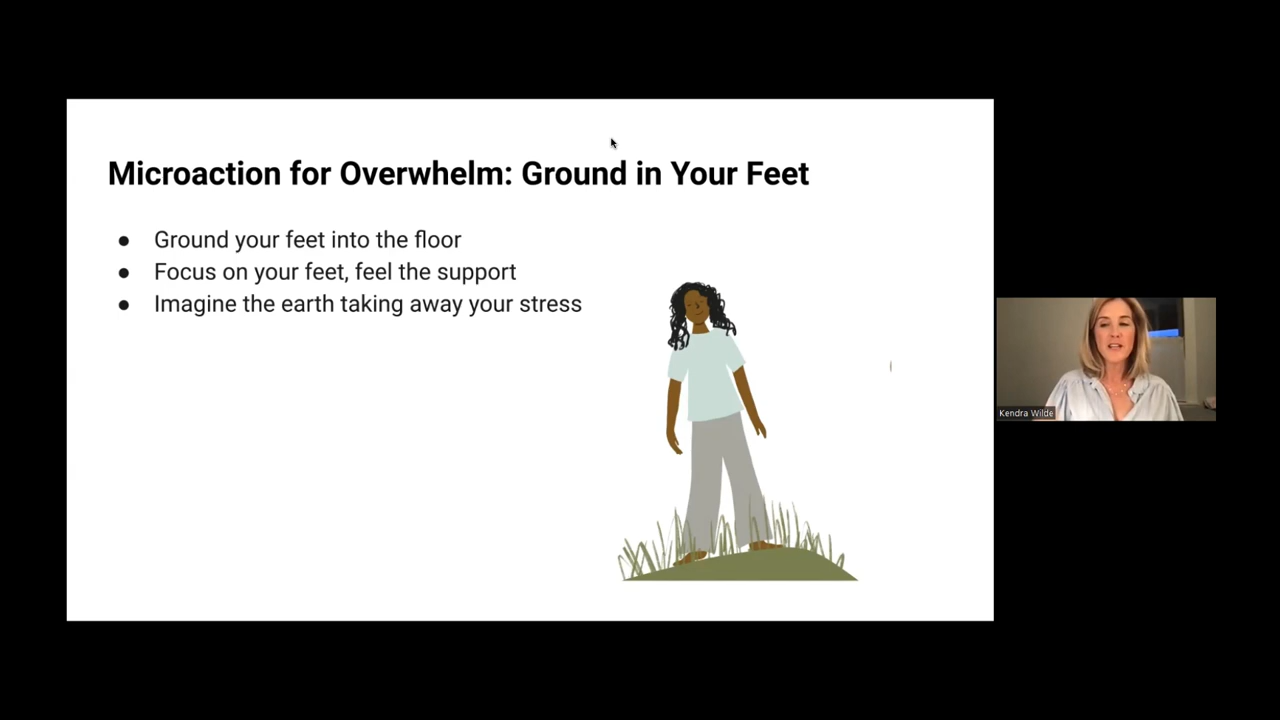 Microaction for Overwhelm: Ground in Your Feet
● Ground your feet into the floor
● Focus on your feet, feel the support
● Imagine the earth taking away your stress
Kendra Wilde